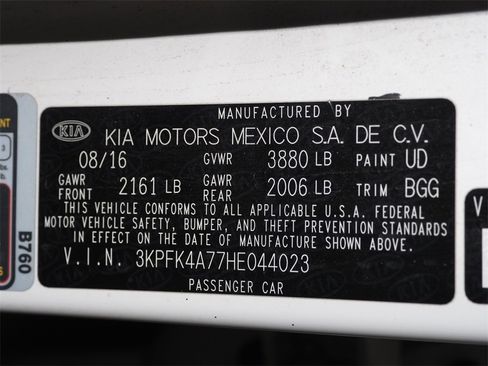 MANUFACTURED BY
KIA KIA MOTORS MEXICO S.A. DE C.V.
08/16 GVWR 3880 LB PAINT UD
GAWR FRONT 2161 LB GAWR REAR 2006 LB TRIM BGG
THIS VEHICLE CONFORMS TO ALL APPLICABLE U.S.A. FEDERAL
MOTOR VEHICLE SAFETY, BUMPER, AND THEFT PREVENTION STANDARDS
IN EFFECT ON THE DATE OF MANUFACTURE SHOWN ABOVE.
V.I.N. 3KPFK4A77HE044023
PASSENGER CAR
B760
3
V